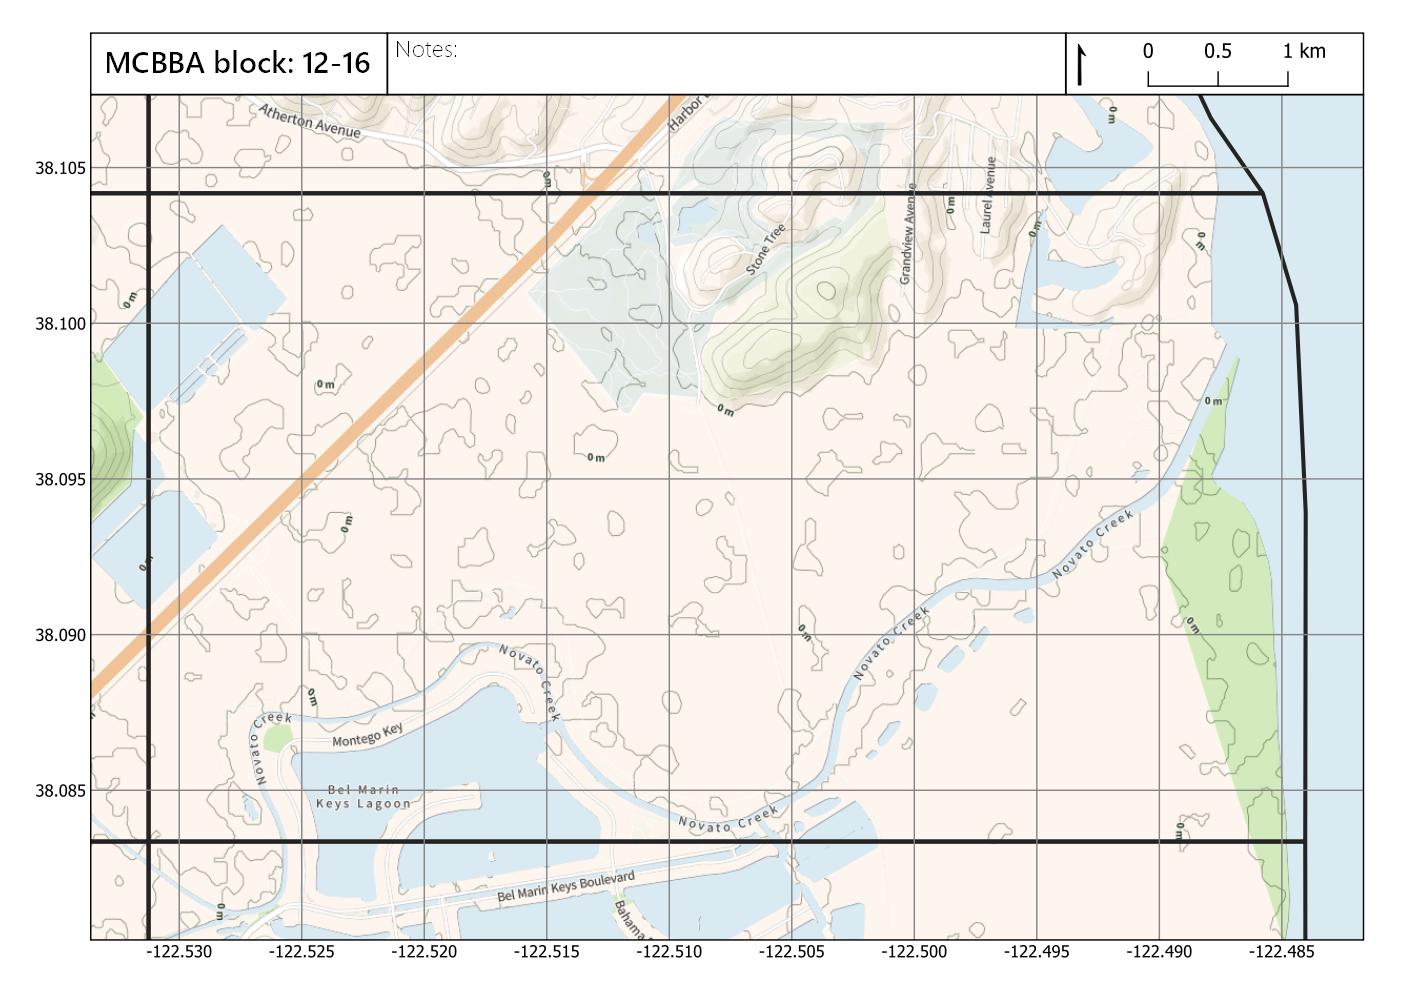 MCBBA block: 12-16
Notes:
0 0.5 1 km
Atherton Avenue
Harbor
0 m
38.105
0 m
Laurel Avenue
Grandview Avenue
0 m
0 m
Stone Tree
0 m
0 m
38.100
0 m
0 m
0 m
0 m
38.095
0 m
Novato Creek
0 m
0 m
38.090
Novato Creek
0 m
Novato Creek
0 m
Novato Creek
Montego Key
38.085
Bel Marin
Keys Lagoon
Novato Creek
0 m
Bel Marin Keys Boulevard
0 m
Bahama
-122.530 -122.525 -122.520 -122.515 -122.510 -122.505 -122.500 -122.495 -122.490 -122.485